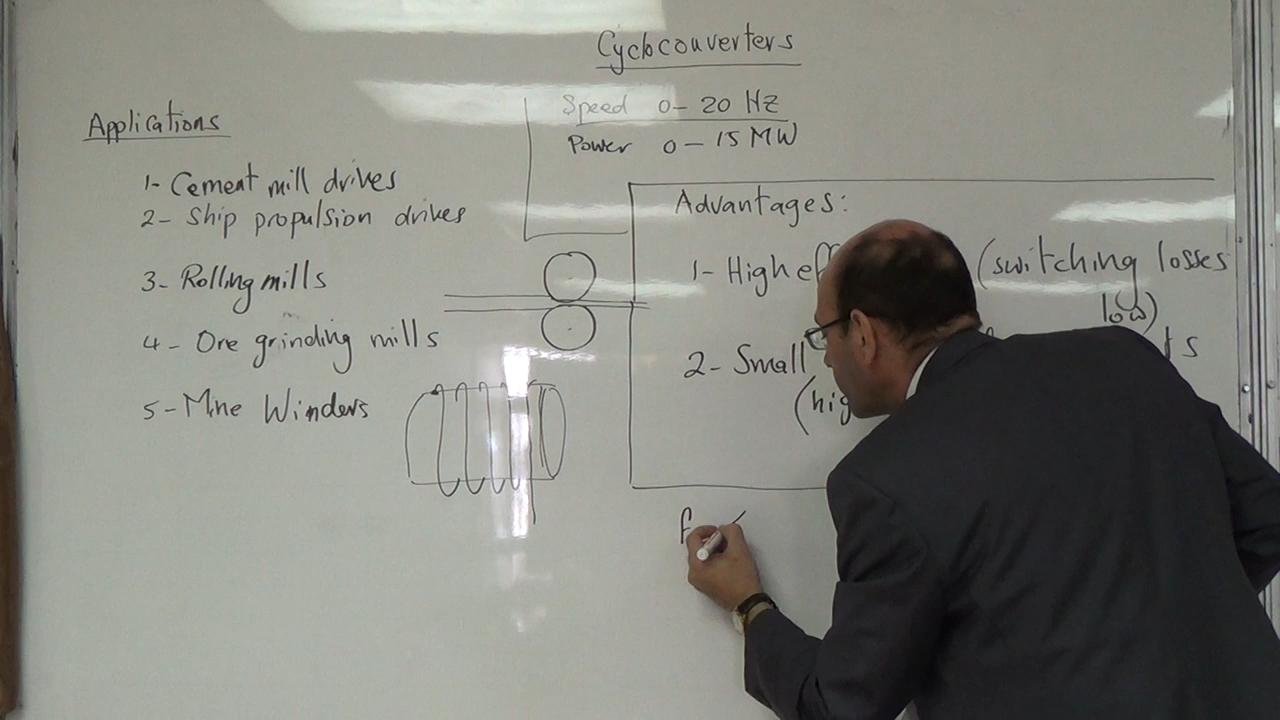 Cycloconverters
Speed 0-20 Hz
Power 0-15 MW
Applications
1- Cement mill drives
2- Ship propulsion drives
3- Rolling mills
4- Ore grinding mills
5- Mine Winders
Advantages:
1- High (switching losses
low)
2- Small